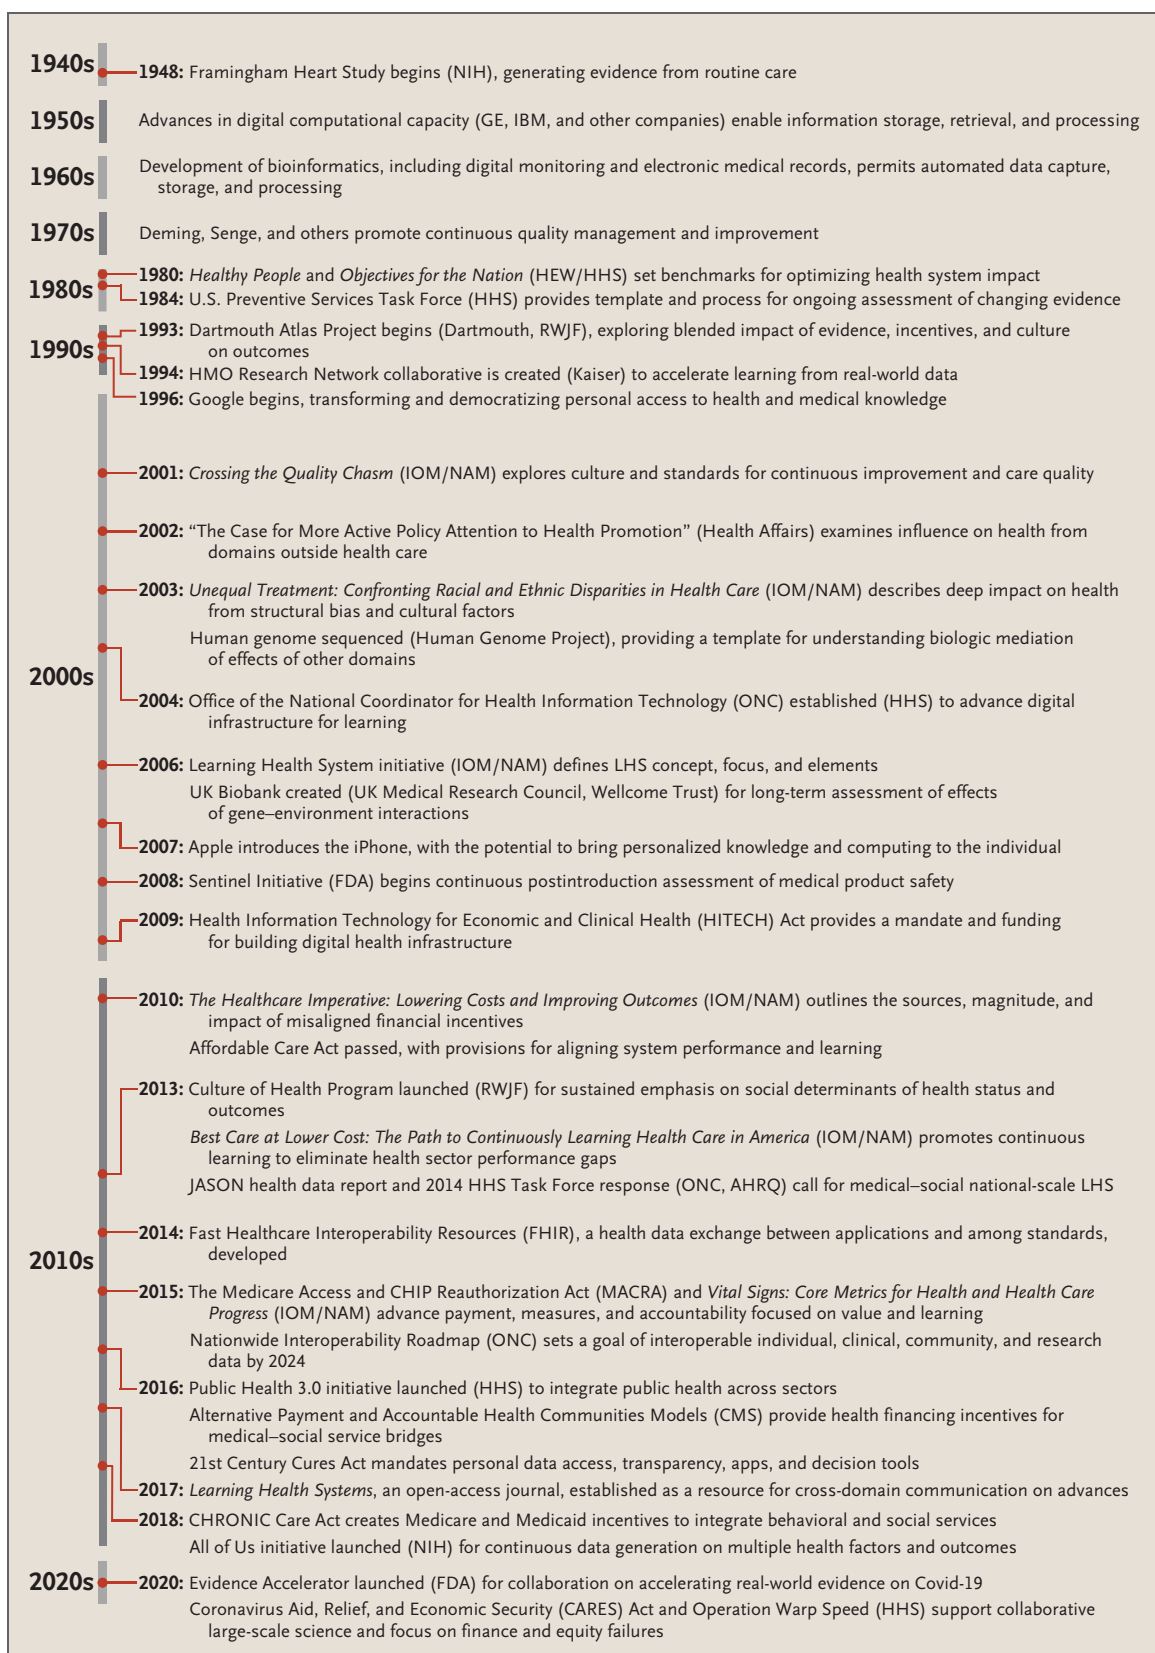 1940s
1948: Framingham Heart Study begins (NIH), generating evidence from routine care
1950s
Advances in digital computational capacity (GE, IBM, and other companies) enable information storage, retrieval, and processing
1960s
Development of bioinformatics, including digital monitoring and electronic medical records, permits automated data capture,
storage, and processing
1970s
Deming, Senge, and others promote continuous quality management and improvement
1980s
1980: Healthy People and Objectives for the Nation (HEW/HHS) set benchmarks for optimizing health system impact
1984: U.S. Preventive Services Task Force (HHS) provides template and process for ongoing assessment of changing evidence
1990s
1993: Dartmouth Atlas Project begins (Dartmouth, RWJF), exploring blended impact of evidence, incentives, and culture
on outcomes
1994: HMO Research Network collaborative is created (Kaiser) to accelerate learning from real-world data
1996: Google begins, transforming and democratizing personal access to health and medical knowledge
2000s
2001: Crossing the Quality Chasm (IOM/NAM) explores culture and standards for continuous improvement and care quality
2002: “The Case for More Active Policy Attention to Health Promotion” (Health Affairs) examines influence on health from
domains outside health care
2003: Unequal Treatment: Confronting Racial and Ethnic Disparities in Health Care (IOM/NAM) describes deep impact on health
from structural bias and cultural factors
Human genome sequenced (Human Genome Project), providing a template for understanding biologic mediation
of effects of other domains
2004: Office of the National Coordinator for Health Information Technology (ONC) established (HHS) to advance digital
infrastructure for learning
2006: Learning Health System initiative (IOM/NAM) defines LHS concept, focus, and elements
UK Biobank created (UK Medical Research Council, Wellcome Trust) for long-term assessment of effects
of gene–environment interactions
2007: Apple introduces the iPhone, with the potential to bring personalized knowledge and computing to the individual
2008: Sentinel Initiative (FDA) begins continuous postintroduction assessment of medical product safety
2009: Health Information Technology for Economic and Clinical Health (HITECH) Act provides a mandate and funding
for building digital health infrastructure
2010s
2010: The Healthcare Imperative: Lowering Costs and Improving Outcomes (IOM/NAM) outlines the sources, magnitude, and
impact of misaligned financial incentives
Affordable Care Act passed, with provisions for aligning system performance and learning
2013: Culture of Health Program launched (RWJF) for sustained emphasis on social determinants of health status and
outcomes
Best Care at Lower Cost: The Path to Continuously Learning Health Care in America (IOM/NAM) promotes continuous
learning to eliminate health sector performance gaps
JASON health data report and 2014 HHS Task Force response (ONC, AHRQ) call for medical–social national-scale LHS
2014: Fast Healthcare Interoperability Resources (FHIR), a health data exchange between applications and among standards,
developed
2015: The Medicare Access and CHIP Reauthorization Act (MACRA) and Vital Signs: Core Metrics for Health and Health Care
Progress (IOM/NAM) advance payment, measures, and accountability focused on value and learning
Nationwide Interoperability Roadmap (ONC) sets a goal of interoperable individual, clinical, community, and research
data by 2024
2016: Public Health 3.0 initiative launched (HHS) to integrate public health across sectors
Alternative Payment and Accountable Health Communities Models (CMS) provide health financing incentives for
medical–social service bridges
21st Century Cures Act mandates personal data access, transparency, apps, and decision tools
2017: Learning Health Systems, an open-access journal, established as a resource for cross-domain communication on advances
2018: CHRONIC Care Act creates Medicare and Medicaid incentives to integrate behavioral and social services
All of Us initiative launched (NIH) for continuous data generation on multiple health factors and outcomes
2020s
2020: Evidence Accelerator launched (FDA) for collaboration on accelerating real-world evidence on Covid-19
Coronavirus Aid, Relief, and Economic Security (CARES) Act and Operation Warp Speed (HHS) support collaborative
large-scale science and focus on finance and equity failures